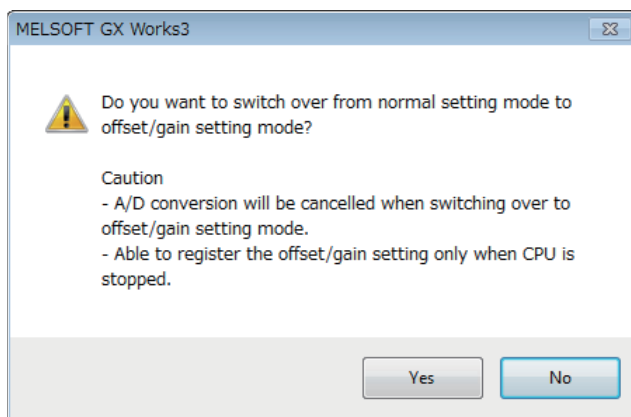 MELSOFT GX Works3
Do you want to switch over from normal setting mode to
offset/gain setting mode?
Caution
- A/D conversion will be cancelled when switching over to
offset/gain setting mode.
- Able to register the offset/gain setting only when CPU is
stopped.
Yes
No